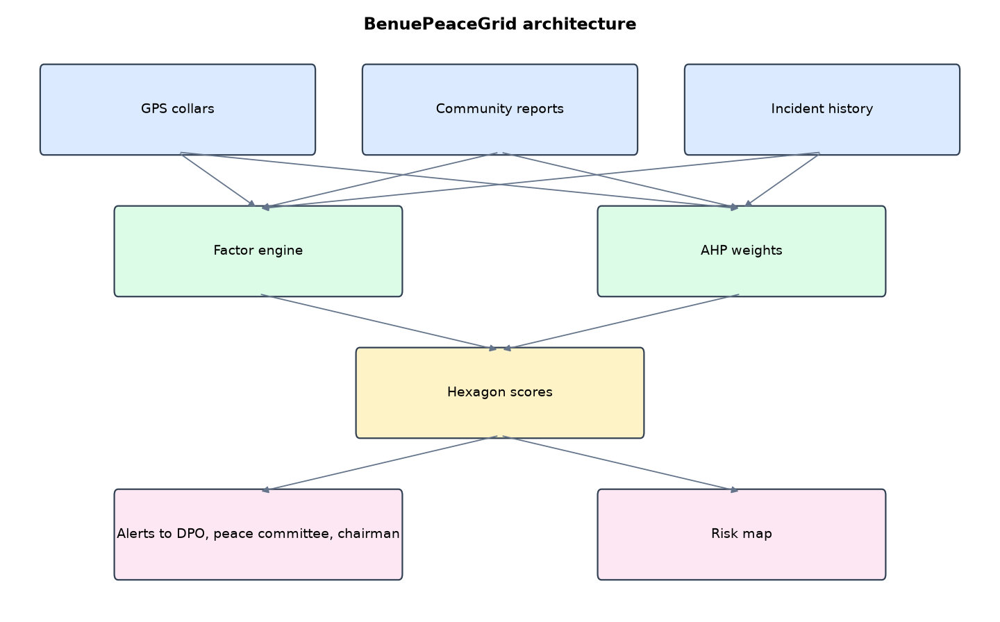 BenuePeaceGrid architecture
GPS collars
Community reports
Incident history
Factor engine
AHP weights
Hexagon scores
Alerts to DPO, peace committee, chairman
Risk map